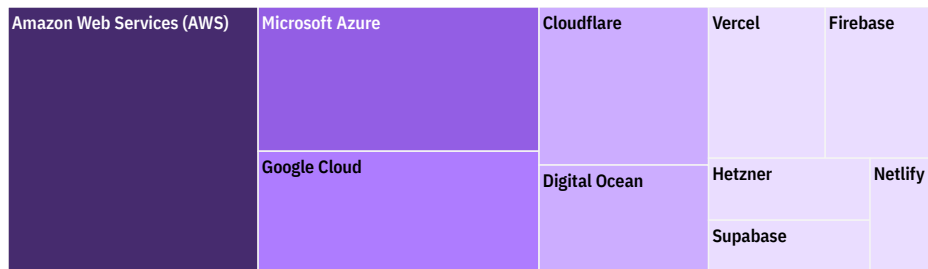 Amazon Web Services (AWS)
Microsoft Azure
Google Cloud
Cloudflare
Digital Ocean
Vercel
Firebase
Hetzner
Supabase
Netlify